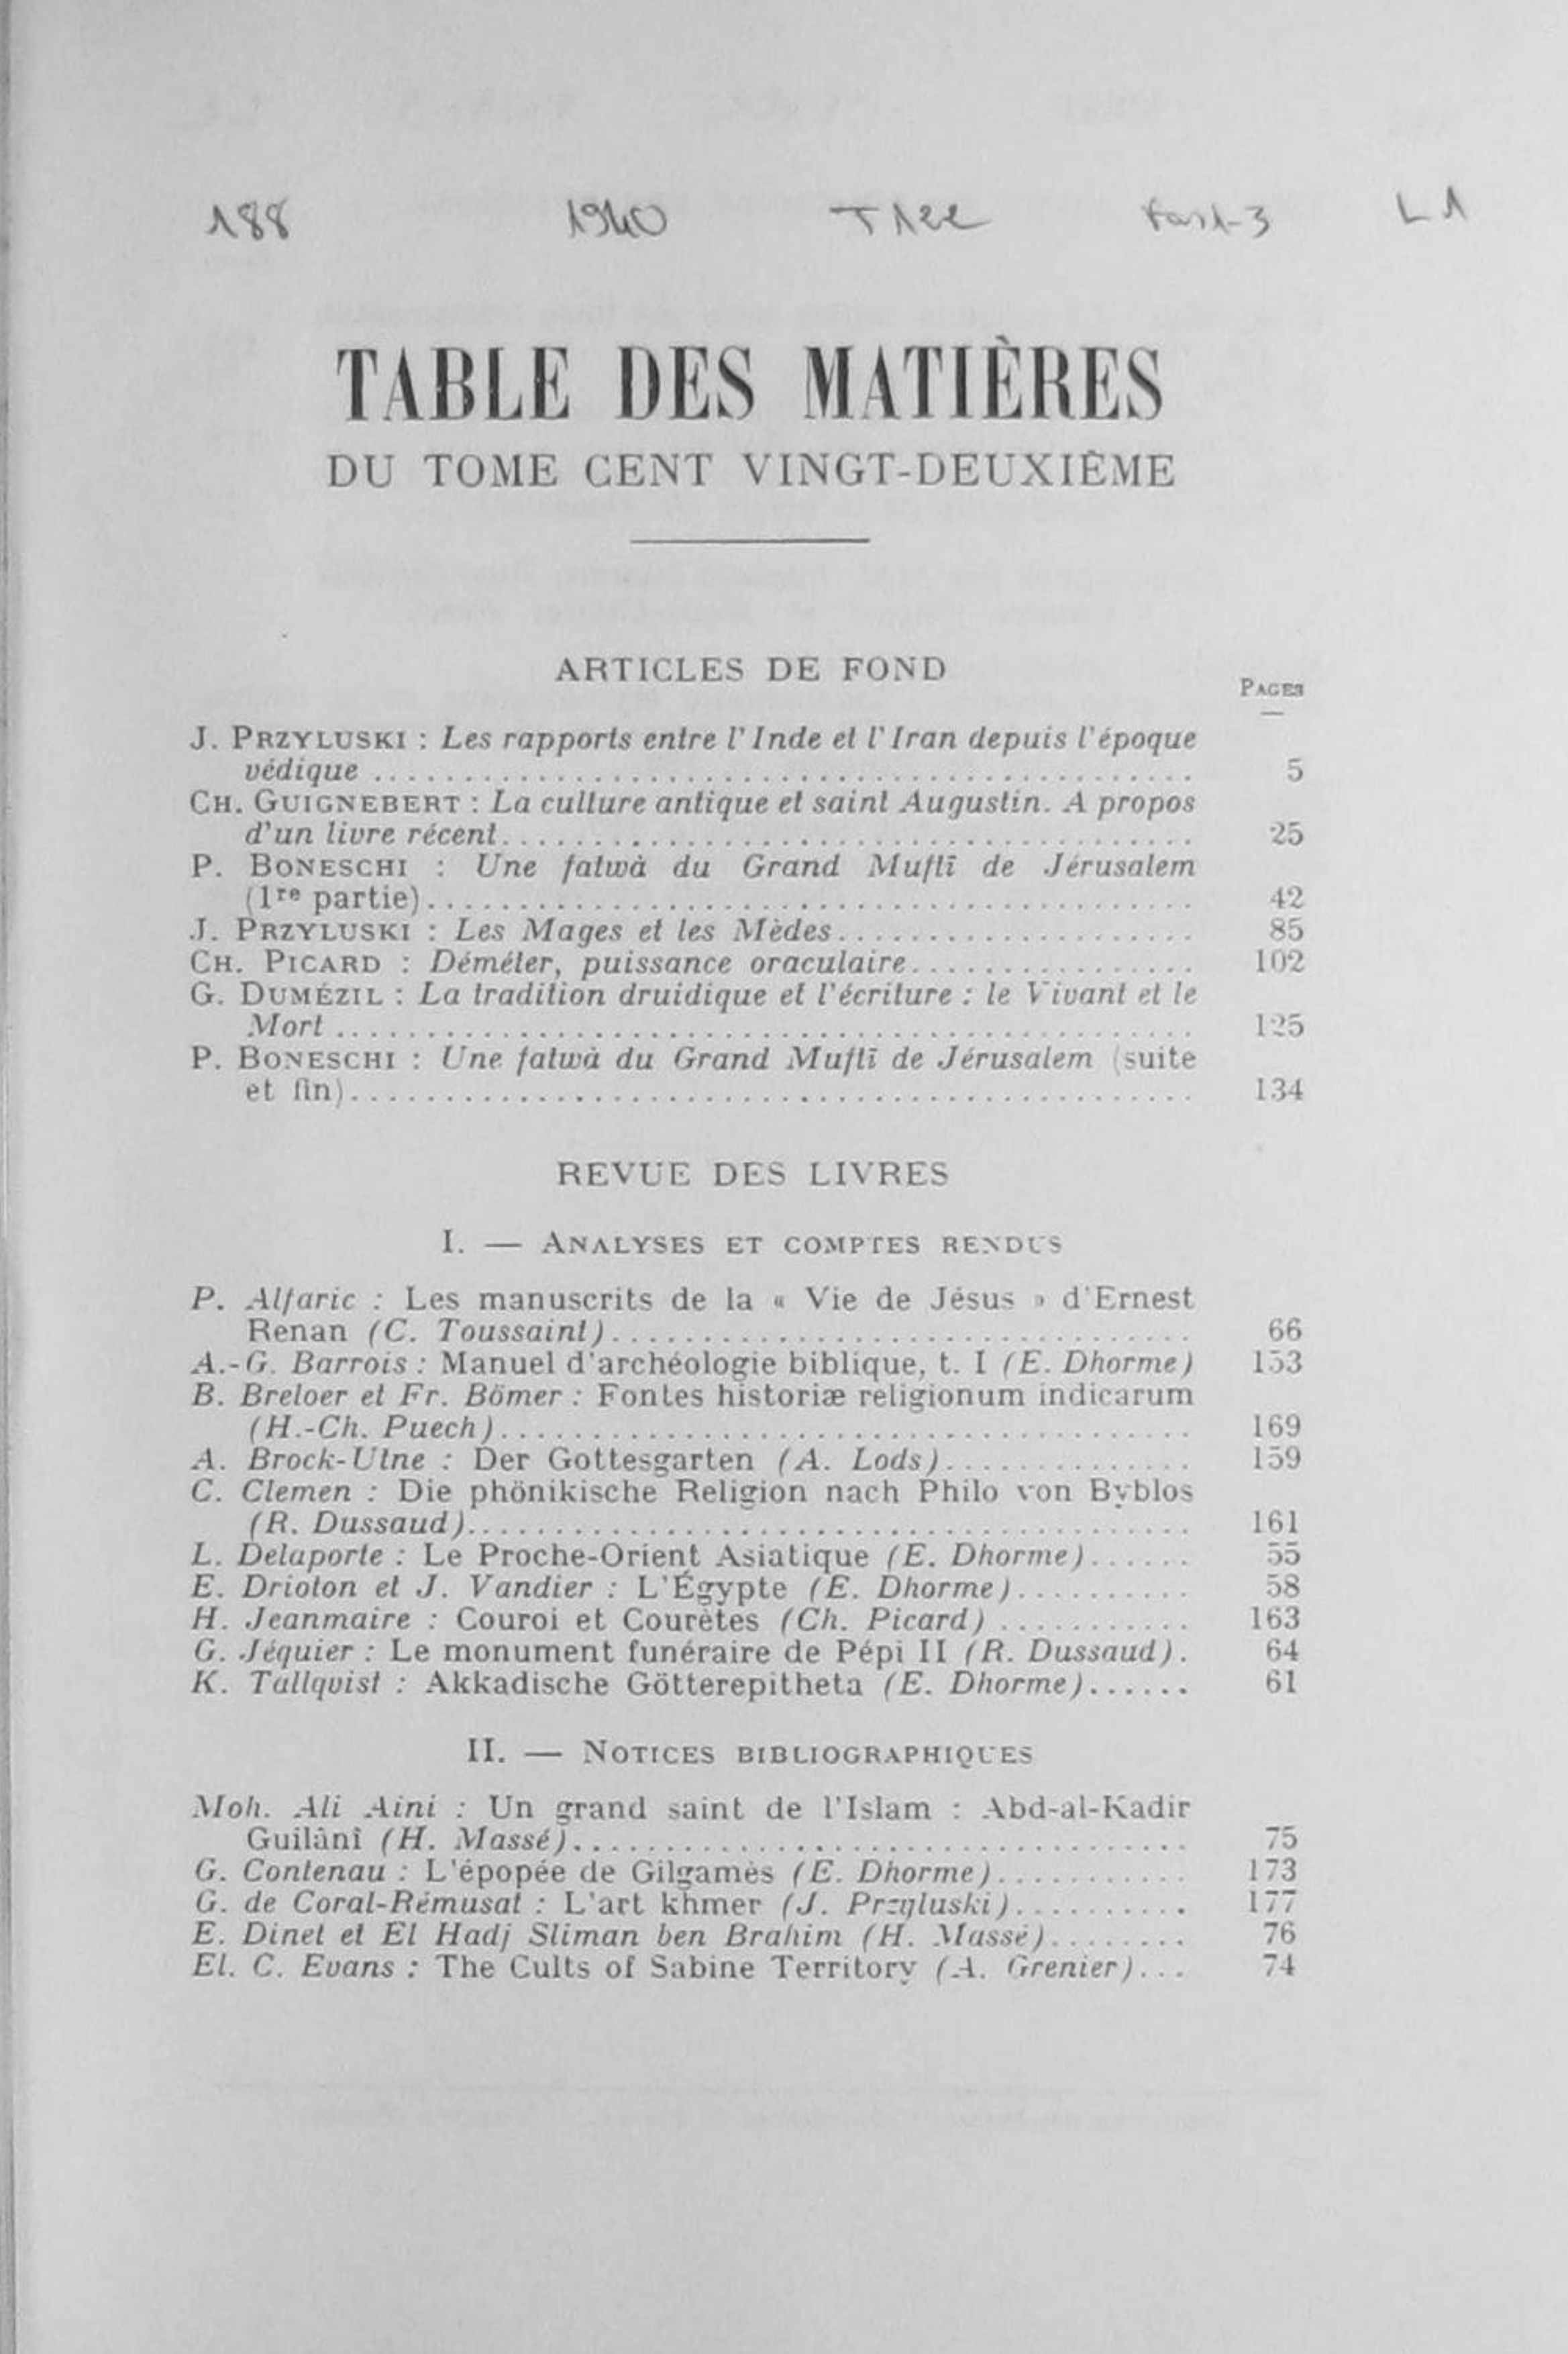 188 1940 T122 fas1-3 L1
TABLE DES MATIÈRES
DU TOME CENT VINGT-DEUXIÈME
ARTICLES DE FOND
PAGES
J. PRZYLUSKI : Les rapports entre l'Inde et l'Iran depuis l'époque
védique ........................................ 5
CH. GUIGNEBERT : La culture antique et saint Augustin. A propos
d'un livre récent........................................ 25
P. BONESCHI : Une fatwà du Grand Muftī de Jérusalem
(1re partie)........................................ 42
J. PRZYLUSKI : Les Mages et les Mèdes.................... 85
CH. PICARD : Déméter, puissance oraculaire................ 102
G. DUMÉZIL : La tradition druidique et l'écriture : le Vivant et le
Mort ........................................ 125
P. BONESCHI : Une fatwà du Grand Muftī de Jérusalem (suite
et fin)........................................ 134
REVUE DES LIVRES
I. — ANALYSES ET COMPTES RENDUS
P. Alfaric : Les manuscrits de la « Vie de Jésus » d'Ernest
Renan (C. Toussaint)................................ 66
A.-G. Barrois : Manuel d'archéologie biblique, t. I (E. Dhorme) 153
B. Breloer et Fr. Bömer : Fontes historiæ religionum indicarum
(H.-Ch. Puech)...................................... 169
A. Brock-Utne : Der Gottesgarten (A. Lods).............. 159
C. Clemen : Die phönikische Religion nach Philo von Byblos
(R. Dussaud)........................................ 161
L. Delaporte : Le Proche-Orient Asiatique (E. Dhorme)...... 55
E. Drioton et J. Vandier : L'Égypte (E. Dhorme).......... 58
H. Jeanmaire : Couroi et Courètes (Ch. Picard) ........... 163
G. Jéquier : Le monument funéraire de Pépi II (R. Dussaud). 64
K. Tallqvist : Akkadische Götterepitheta (E. Dhorme)...... 61
II. — NOTICES BIBLIOGRAPHIQUES
Moh. Ali Aini : Un grand saint de l'Islam : Abd-al-Kadir
Guilânî (H. Massé).................................. 75
G. Contenau : L'épopée de Gilgamès (E. Dhorme)........... 173
G. de Coral-Rémusat : L'art khmer (J. Przyluski).......... 177
E. Dinet et El Hadj Sliman ben Brahim (H. Massé)........ 76
El. C. Evans : The Cults of Sabine Territory (A. Grenier)... 74